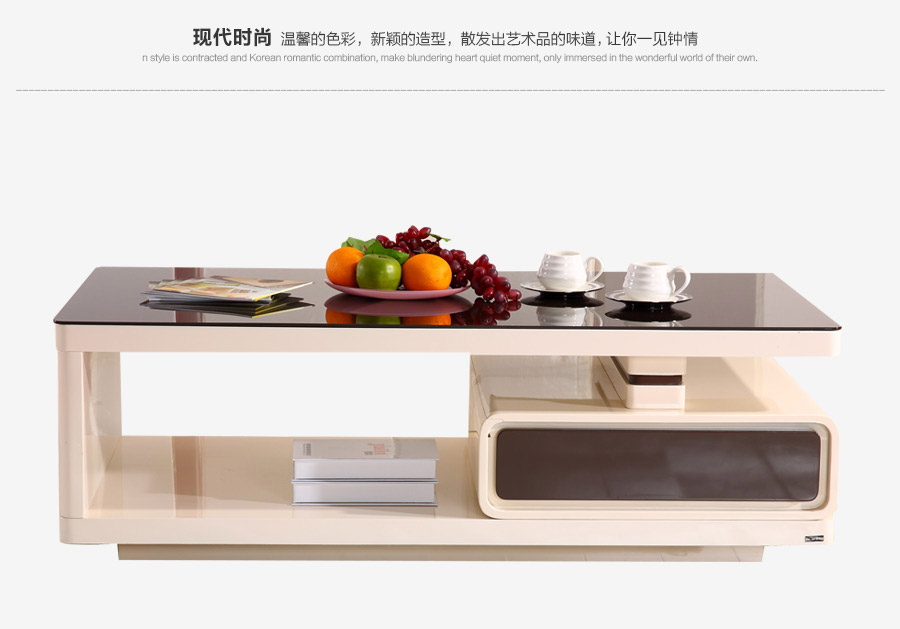 现代时尚 温馨的色彩，新颖的造型，散发出艺术品的味道，让你一见钟情
n style is contracted and Korean romantic combination, make blundering heart quiet moment, only immersed in the wonderful world of their own.